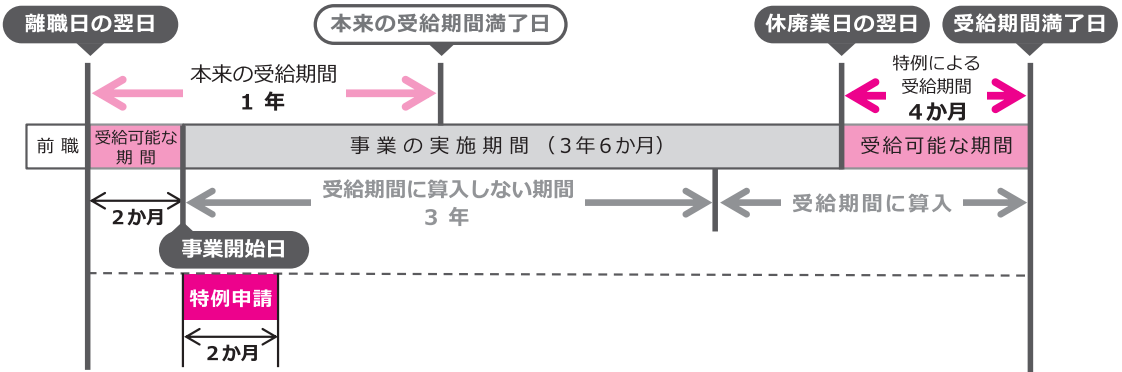 離職日の翌日
本来の受給期間満了日
休廃業日の翌日
受給期間満了日
本来の受給期間
1 年
特例による
受給期間
4か月
前 職
受給可能な
期 間
事 業 の 実 施 期 間 （3年6か月）
受給可能な期間
2か月
受給期間に算入しない期間
3 年
受給期間に算入
事業開始日
特例申請
2か月